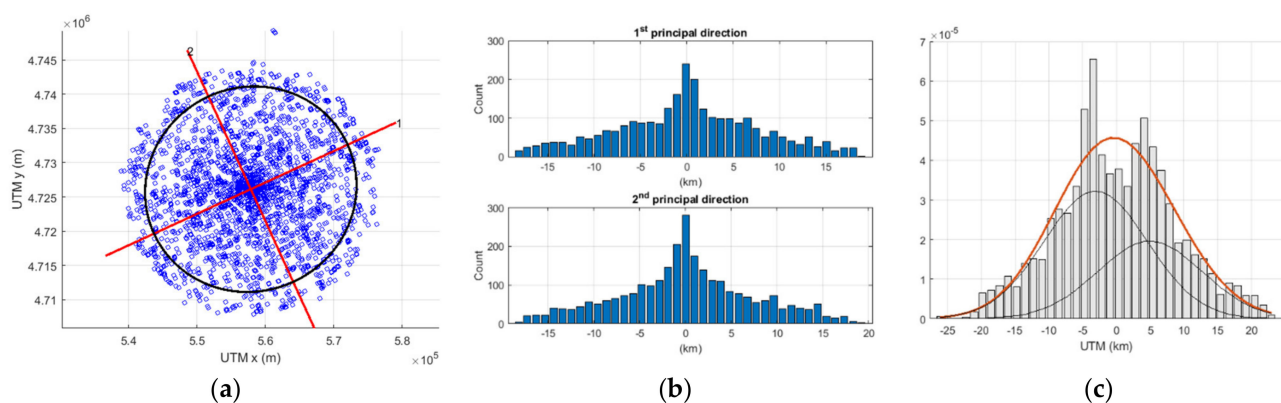 ×10⁶
4.745
4.74
4.735
4.73
4.725
4.72
4.715
4.71
UTM y (m)
2
1
5.4 5.5 5.6 5.7 5.8
UTM x (m)
×10⁵
(a)
1st principal direction
300
200
100
0
Count
-15 -10 -5 0 5 10 15
(km)
2nd principal direction
300
200
100
0
Count
-15 -10 -5 0 5 10 15 20
(km)
(b)
7 ×10⁻⁵
6
5
4
3
2
1
0
-25 -20 -15 -10 -5 0 5 10 15 20
UTM (km)
(c)